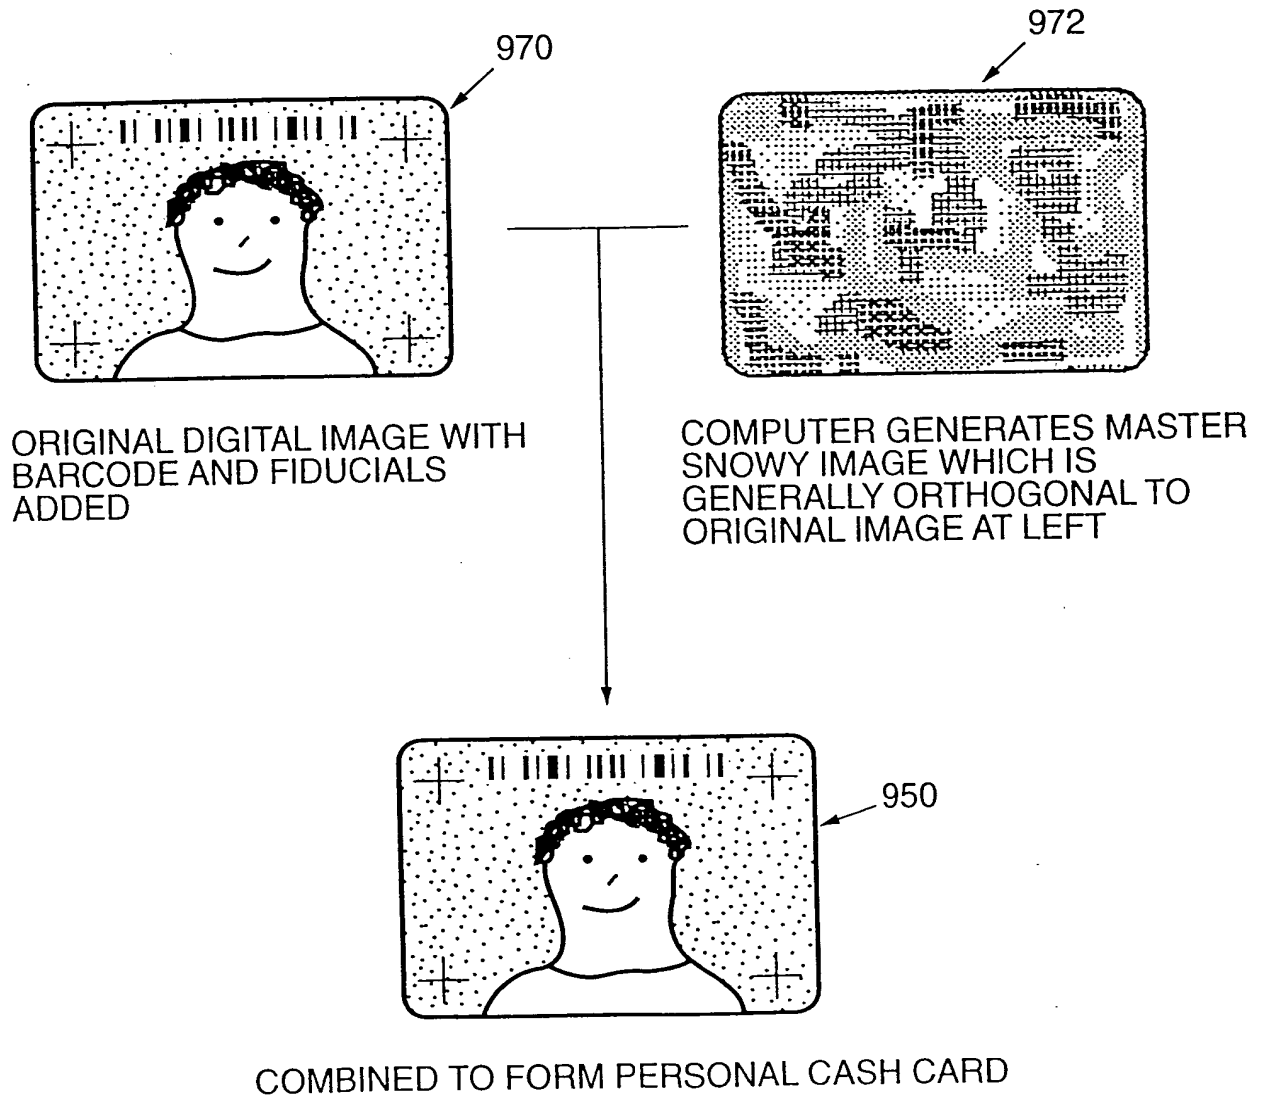 970
972
ORIGINAL DIGITAL IMAGE WITH
BARCODE AND FIDUCIALS
ADDED
COMPUTER GENERATES MASTER
SNOWY IMAGE WHICH IS
GENERALLY ORTHOGONAL TO
ORIGINAL IMAGE AT LEFT
950
COMBINED TO FORM PERSONAL CASH CARD